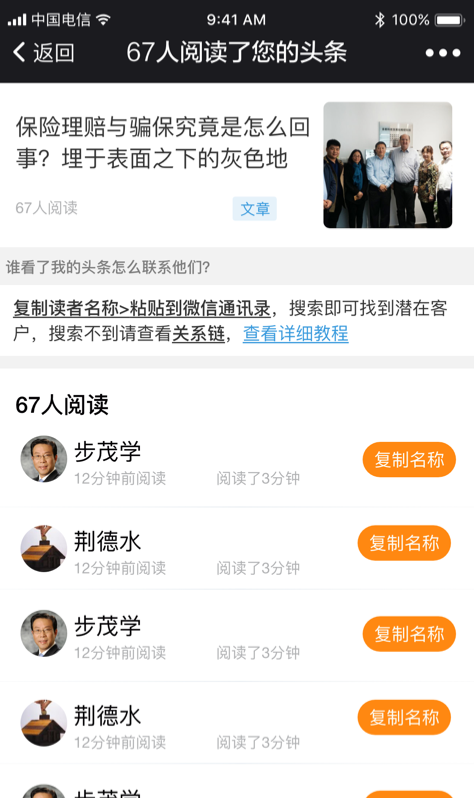 中国电信 9:41 AM 100%
返回 67人阅读了您的头条
保险理赔与骗保究竟是怎么回
事？埋于表面之下的灰色地
67人阅读 文章
谁看了我的头条怎么联系他们?
复制读者名称>粘贴到微信通讯录，搜索即可找到潜在客
户，搜索不到请查看关系链，查看详细教程
67人阅读
步茂学
12分钟前阅读 阅读了3分钟 复制名称
荆德水
12分钟前阅读 阅读了3分钟 复制名称
步茂学
12分钟前阅读 阅读了3分钟 复制名称
荆德水
12分钟前阅读 阅读了3分钟 复制名称